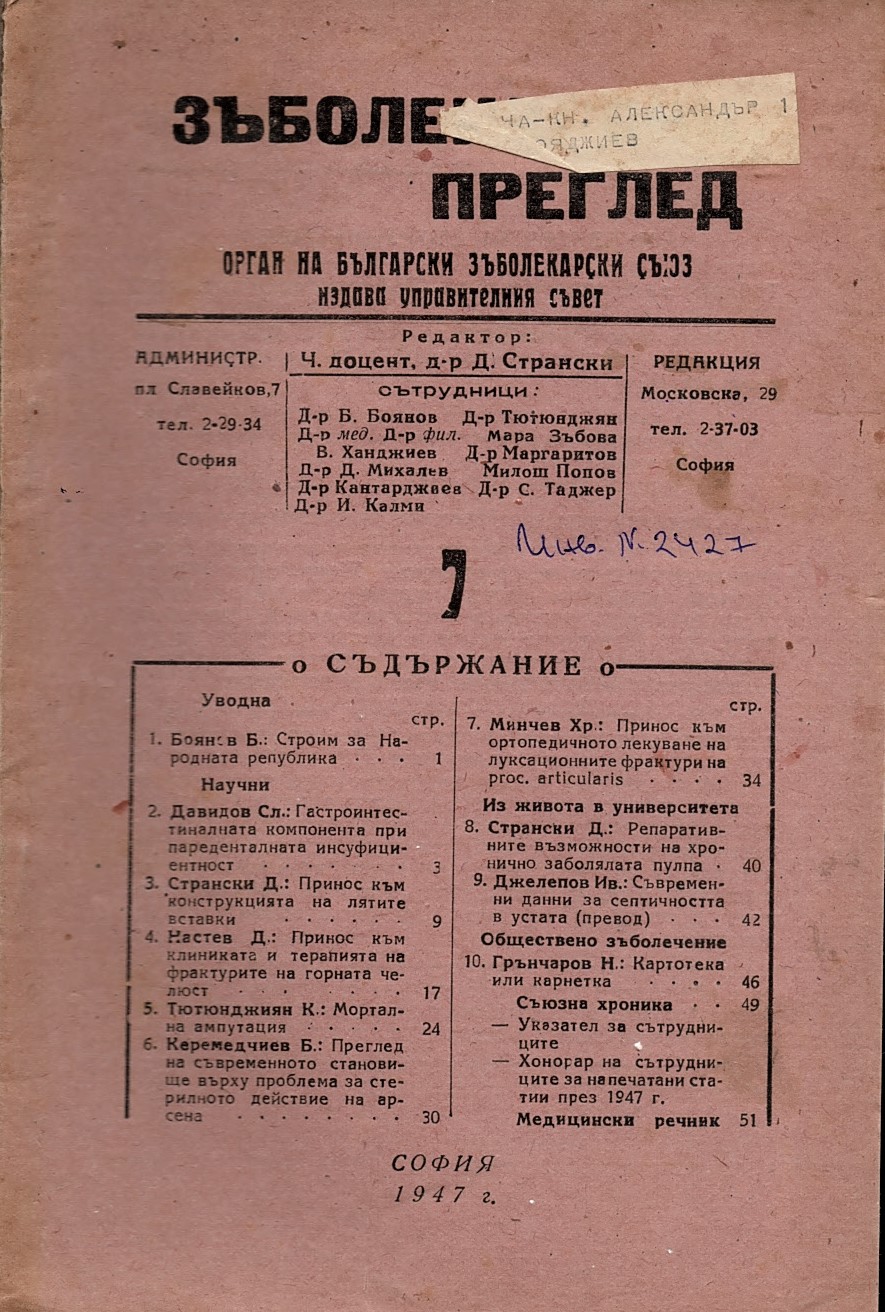 ЗЪБОЛЕ
ЧА-КН. АЛЕКСАНДЪР 1
ЯДЖИЕВ
ПРЕГЛЕД
ОРГАН НА БЪЛГАРСКИ ЗЪБОЛЕКАРСКИ СЪЮЗ
издава управителния съвет
Редактор:
Ч. доцент, д-р Д. Странски
АДМИНИСТР.
пл Славейков, 7
тел. 2-29-34
София
сътрудници:
Д-р Б. Боянов Д-р Тютюнджян
Д-р мед. Д-р фил. Мара Зъбова
В. Ханджиев Д-р Маргаритов
Д-р Д. Михалев Милош Попов
Д-р Кантарджиев Д-р С. Таджер
Д-р И. Калми
РЕДАКЦИЯ
Московска, 29
тел. 2-37-03
София
Инв. N. 2427
7
о СЪДЪРЖАНИЕ о
Уводна
стр.
1. Боянов Б.: Строим за На-
родната република . . . 1
Научни
2. Давидов Сл.: Гастроинтес-
тиналната компонента при
пареденталната инсуфици-
ентност . . . . . . . 3
3. Странски Д.: Принос към
конструкцията на лятите
вставки . . . . . . 9
4. Настев Д.: Принос към
клиниката и терапията на
фрактурите на горната че-
люст . . . . . . . 17
5. Тютюнджиян К.: Мортал-
на ампутация . . . . . 24
6. Керемедчиев Б.: Преглед
на съвременното станови-
ще върху проблема за сте-
рилното действие на ар-
сена . . . . . . . . 30
стр.
7. Минчев Хр.: Принос към
ортопедичното лекуване на
луксационните фрактури на
proc. articularis . . . . 34
Из живота в университета
8. Странски Д.: Репаратив-
ните възможности на хро-
нично заболялата пулпа . 40
9. Джелепов Ив.: Съвремен-
ни данни за септичността
в устата (превод) . . . 42
Обществено зъболечение
10. Грънчаров Н.: Картотека
или карнетка . . . . 46
Съюзна хроника . . 49
— Указател за сътрудни-
ците
— Хонорар на сътрудни-
ците за напечатани ста-
тии през 1947 г.
Медицински речник 51
СОФИЯ
1947 г.